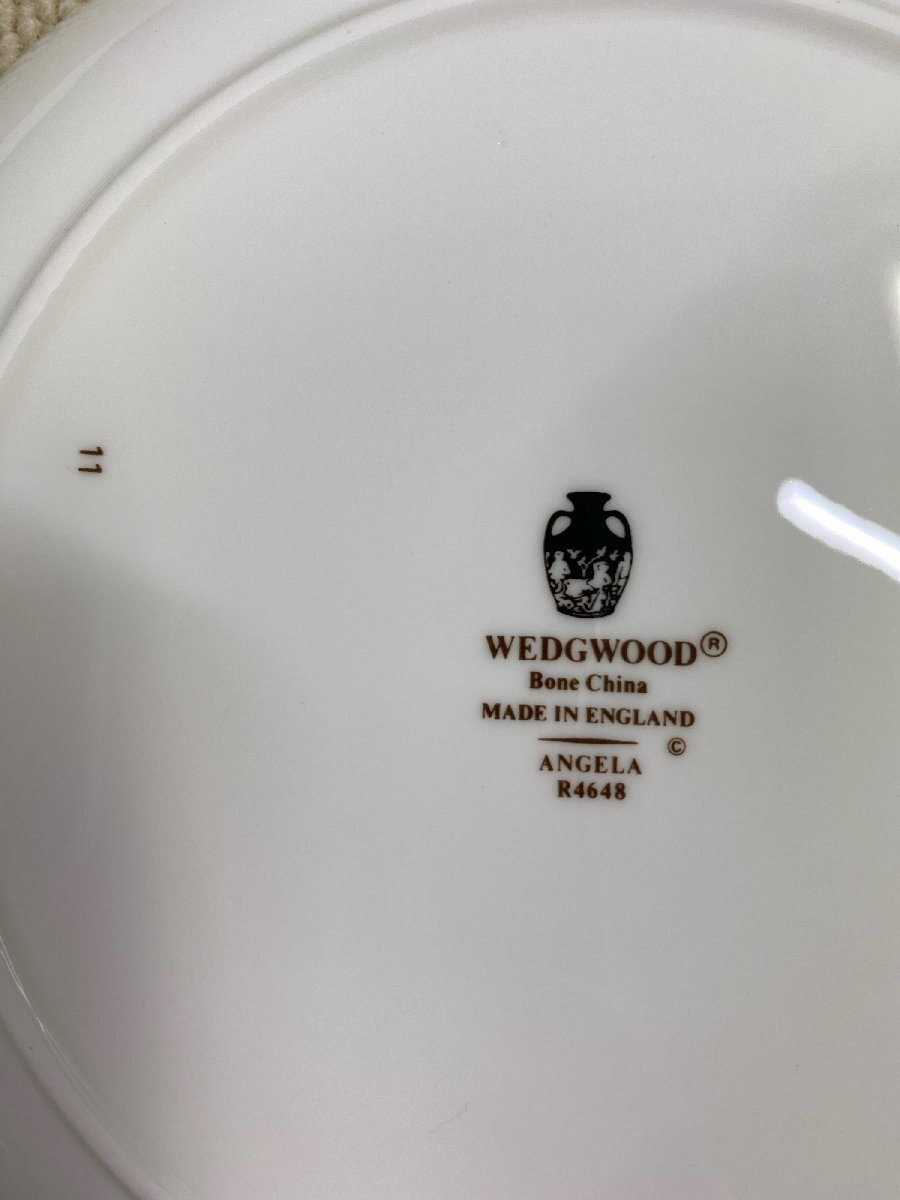 11
WEDGWOOD®
Bone China
MADE IN ENGLAND
©
ANGELA
R4648